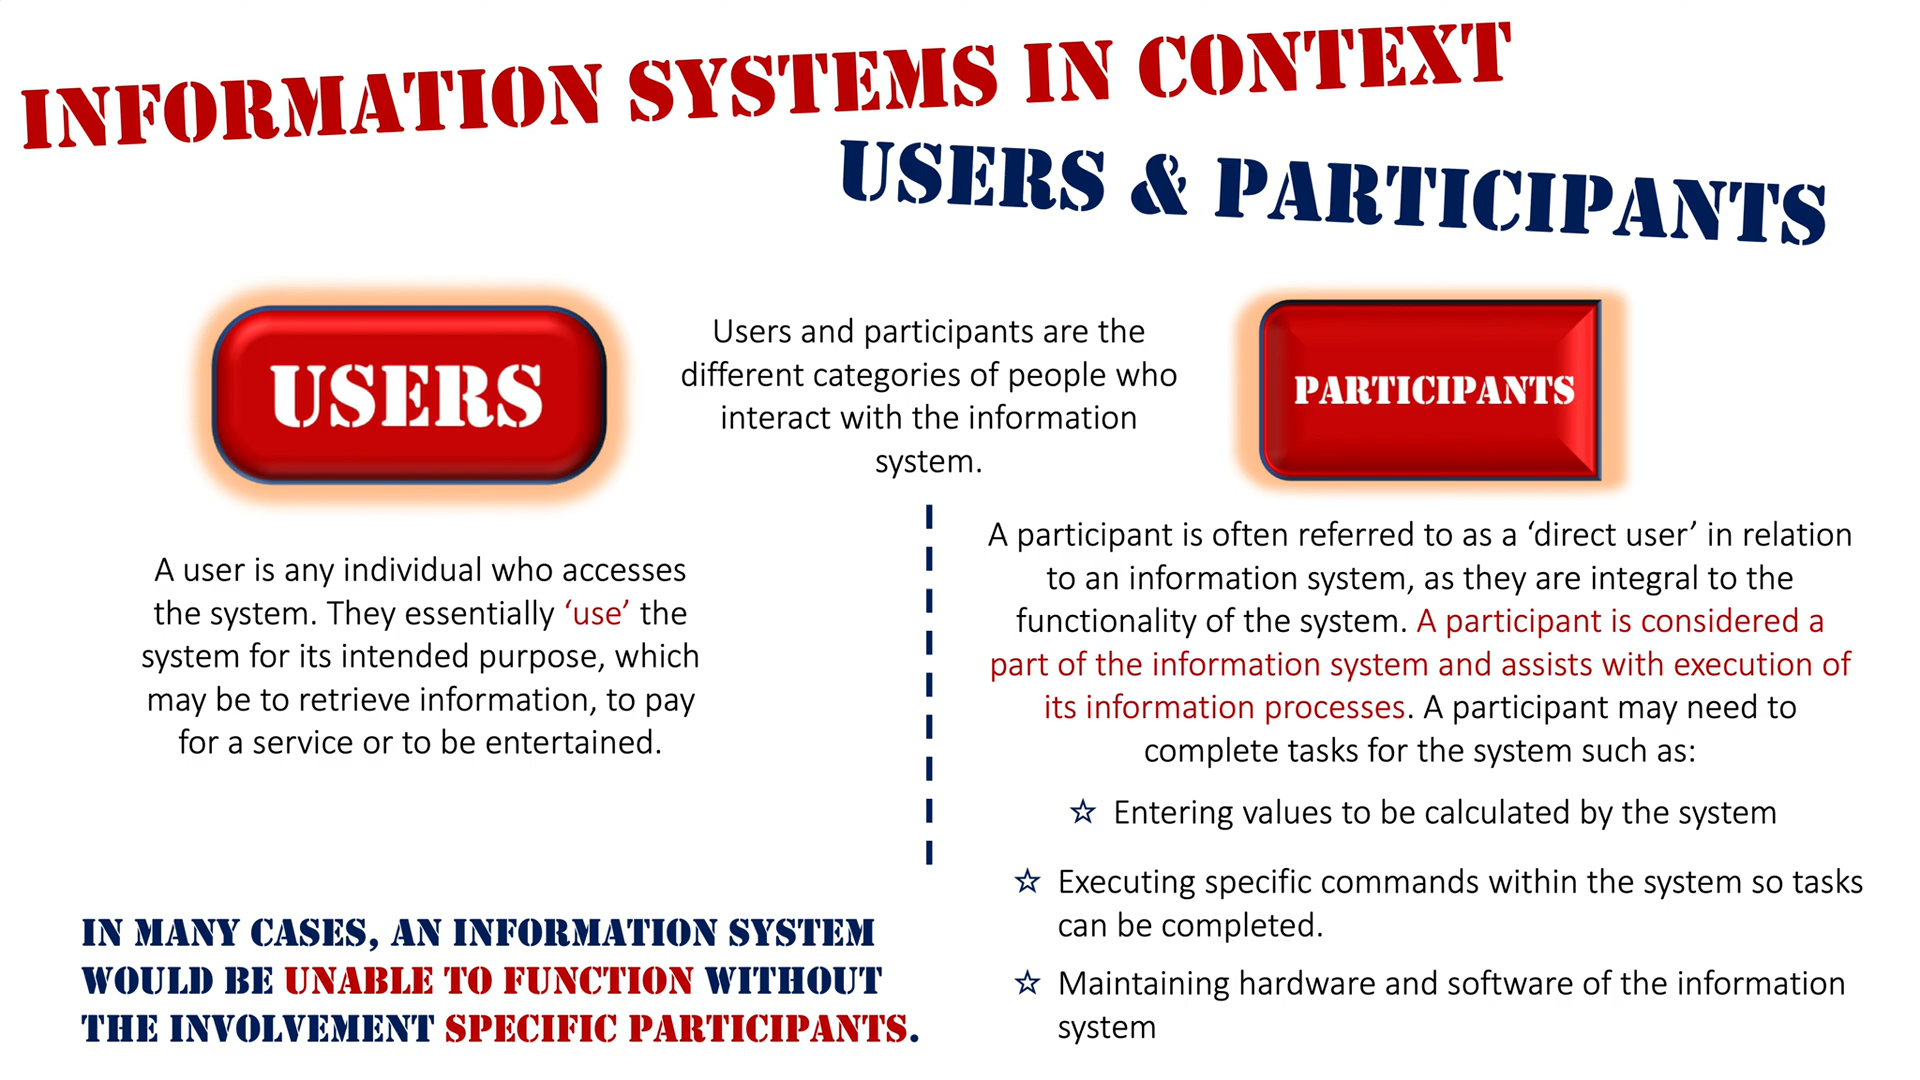 INFORMATION SYSTEMS IN CONTEXT
USERS & PARTICIPANTS
USERS
Users and participants are the
different categories of people who
interact with the information
system.
PARTICIPANTS
A user is any individual who accesses
the system. They essentially ‘use’ the
system for its intended purpose, which
may be to retrieve information, to pay
for a service or to be entertained.
A participant is often referred to as a ‘direct user’ in relation
to an information system, as they are integral to the
functionality of the system. A participant is considered a
part of the information system and assists with execution of
its information processes. A participant may need to
complete tasks for the system such as:
☆ Entering values to be calculated by the system
☆ Executing specific commands within the system so tasks
can be completed.
☆ Maintaining hardware and software of the information
system
IN MANY CASES, AN INFORMATION SYSTEM
WOULD BE UNABLE TO FUNCTION WITHOUT
THE INVOLVEMENT SPECIFIC PARTICIPANTS.